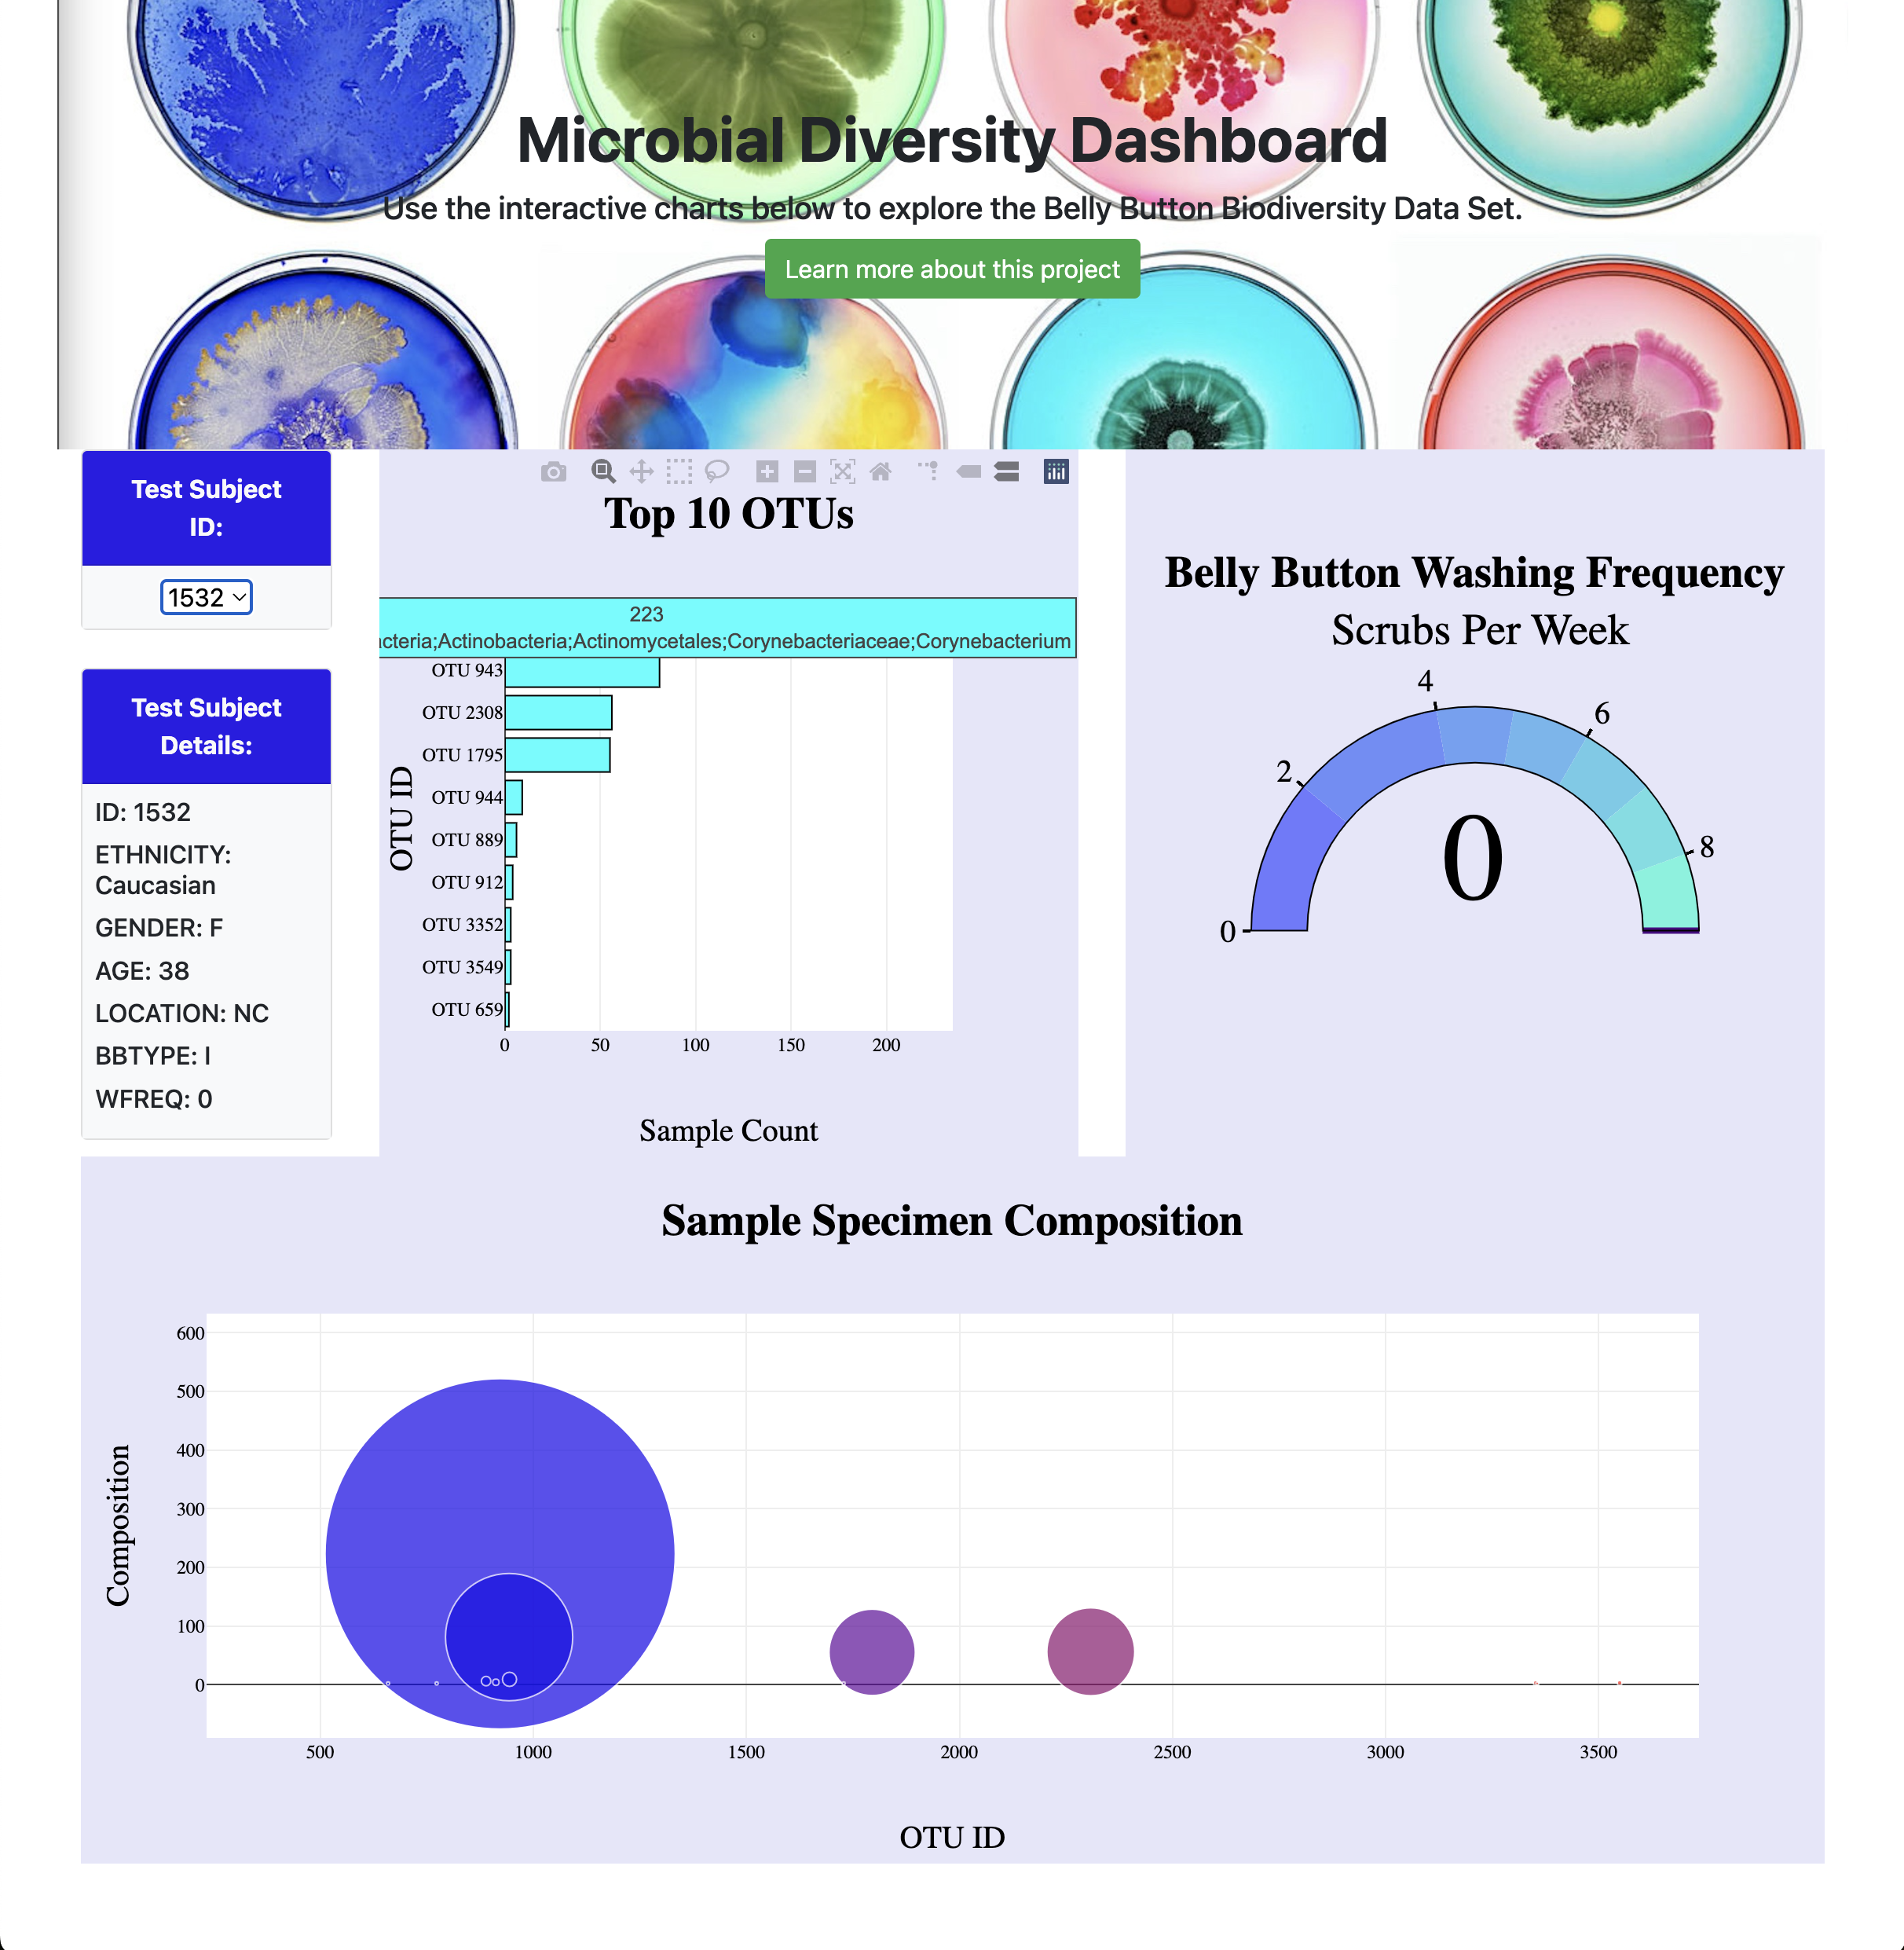 Microbial Diversity Dashboard
Use the interactive charts below to explore the Belly Button Biodiversity Data Set.
Learn more about this project
Test Subject
ID:
1532
Test Subject
Details:
ID: 1532
ETHNICITY:
Caucasian
GENDER: F
AGE: 38
LOCATION: NC
BBTYPE: I
WFREQ: 0
Top 10 OTUs
223
cteria;Actinobacteria;Actinomycetales;Corynebacteriaceae;Corynebacterium
OTU ID
OTU 943
OTU 2308
OTU 1795
OTU 944
OTU 889
OTU 912
OTU 3352
OTU 3549
OTU 659
0 50 100 150 200
Sample Count
Belly Button Washing Frequency
Scrubs Per Week
0
2
4
6
8
0
Sample Specimen Composition
Composition
600
500
400
300
200
100
0
500 1000 1500 2000 2500 3000 3500
OTU ID